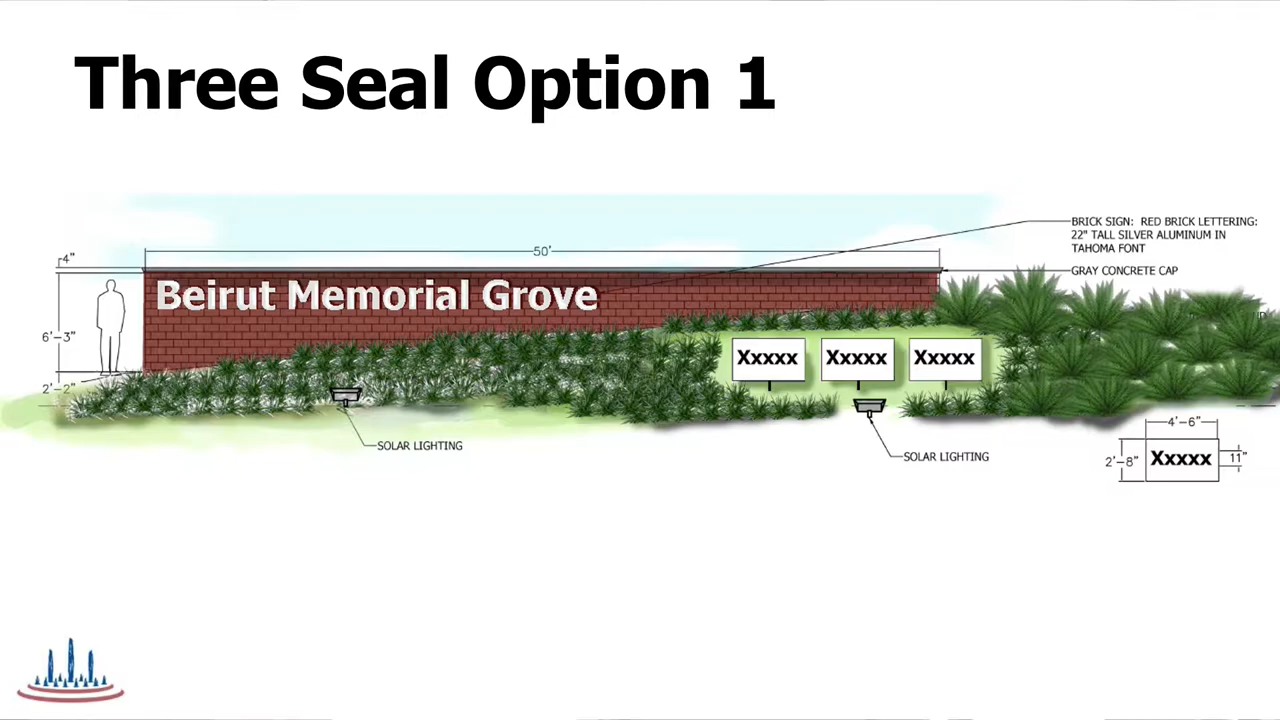 Three Seal Option 1
BRICK SIGN: RED BRICK LETTERING:
22" TALL SILVER ALUMINUM IN
TAHOMA FONT
50'
4"
GRAY CONCRETE CAP
Beirut Memorial Grove
6'-3"
Xxxxx
Xxxxx
Xxxxx
2'-2"
SOLAR LIGHTING
SOLAR LIGHTING
4'-6"
2'-8"
Xxxxx
11"